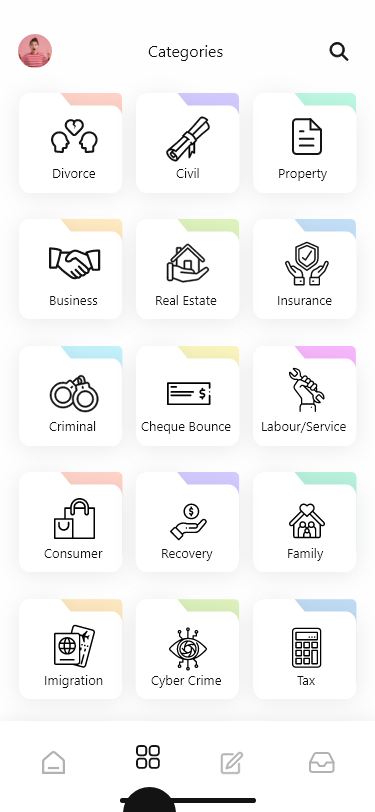 Categories
Divorce
Civil
Property
Business
Real Estate
Insurance
Criminal
Cheque Bounce
Labour/Service
Consumer
Recovery
Family
Imigration
Cyber Crime
Tax